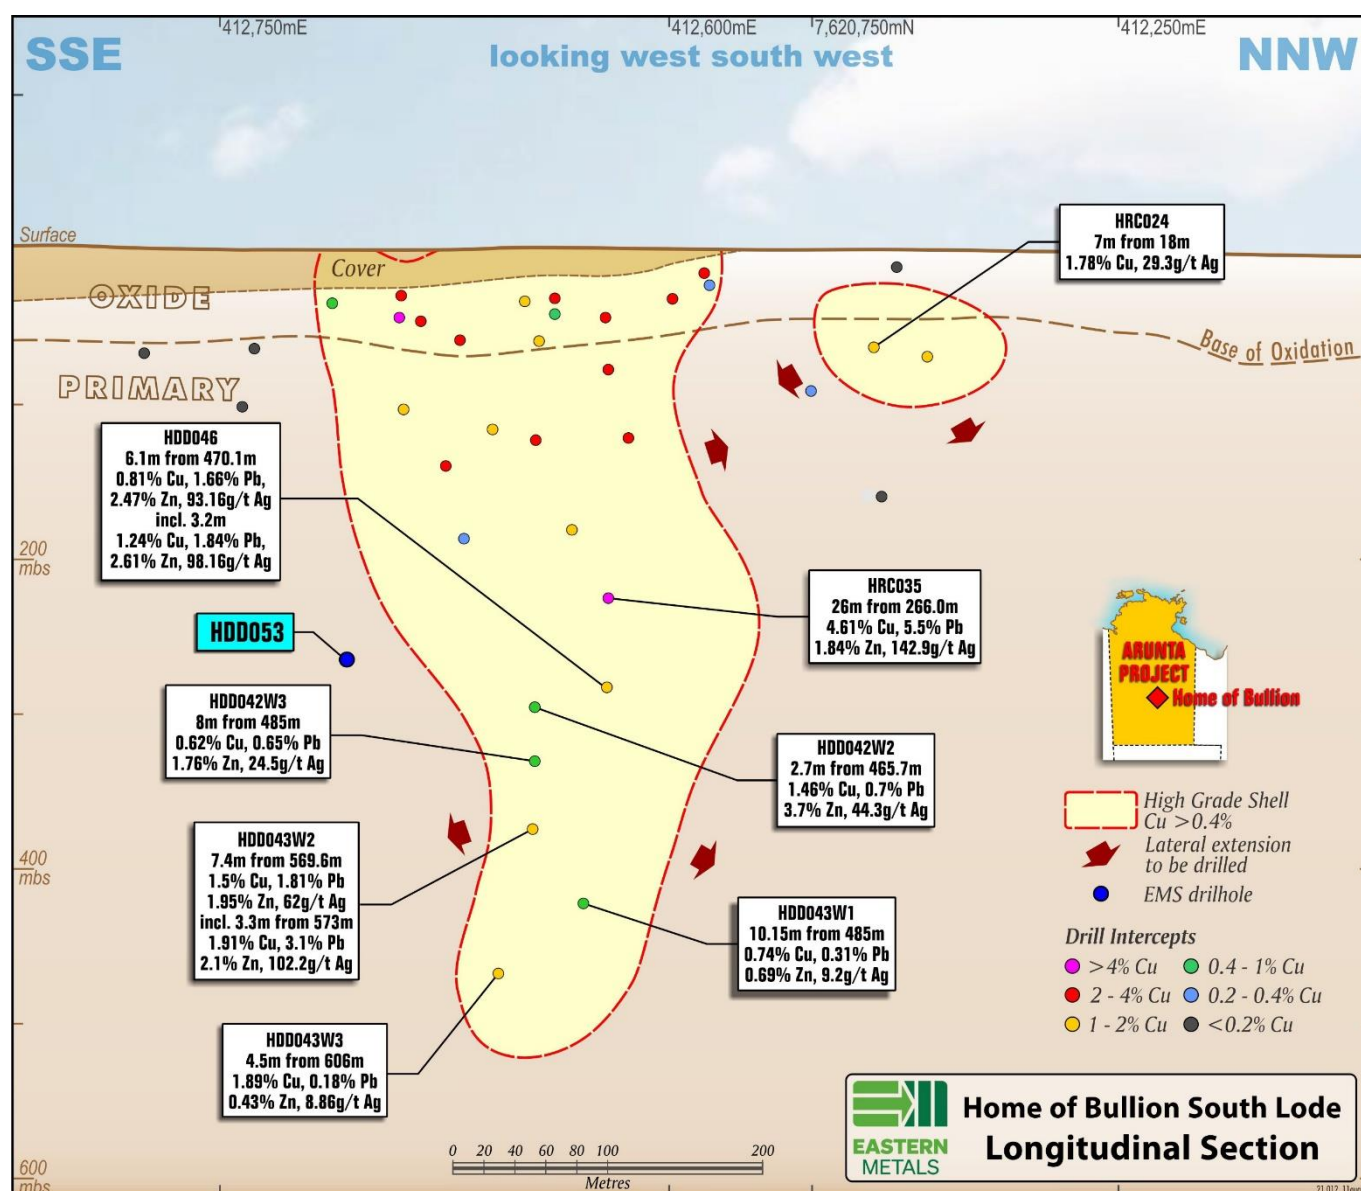 412,750mE
412,600mE
7,620,750mN
412,250mE
SSE
looking west south west
NNW
Surface
HRC024
7m from 18m
1.78% Cu, 29.3g/t Ag
Cover
OXIDE
Base of Oxidation
PRIMARY
HDD046
6.1m from 470.1m
0.81% Cu, 1.66% Pb,
2.47% Zn, 93.16g/t Ag
incl. 3.2m
1.24% Cu, 1.84% Pb,
2.61% Zn, 98.16g/t Ag
200
mbs
HRC035
26m from 266.0m
4.61% Cu, 5.5% Pb
1.84% Zn, 142.9g/t Ag
HDD053
ARUNTA
PROJECT
Home of Bullion
HDD042W3
8m from 485m
0.62% Cu, 0.65% Pb
1.76% Zn, 24.5g/t Ag
HDD042W2
2.7m from 465.7m
1.46% Cu, 0.7% Pb
3.7% Zn, 44.3g/t Ag
HDD043W2
7.4m from 569.6m
1.5% Cu, 1.81% Pb
1.95% Zn, 62g/t Ag
incl. 3.3m from 573m
1.91% Cu, 3.1% Pb
2.1% Zn, 102.2g/t Ag
400
mbs
HDD043W1
10.15m from 485m
0.74% Cu, 0.31% Pb
0.69% Zn, 9.2g/t Ag
HDD043W3
4.5m from 606m
1.89% Cu, 0.18% Pb
0.43% Zn, 8.86g/t Ag
High Grade Shell
Cu >0.4%
Lateral extension
to be drilled
EMS drilhole
Drill Intercepts
>4% Cu
0.4 - 1% Cu
2 - 4% Cu
0.2 - 0.4% Cu
1 - 2% Cu
<0.2% Cu
600
mbs
0 20 40 60 80 100 200
Metres
EASTERN
METALS
Home of Bullion South Lode
Longitudinal Section